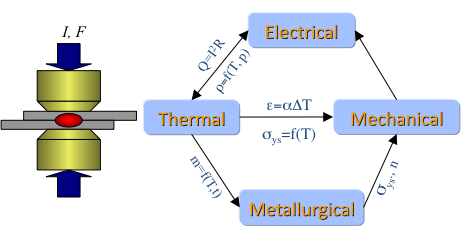 I, F
Electrical
Q=I²R
ρ=f(T,p)
Thermal
ε=αΔT
σys=f(T)
Mechanical
m=f(T,t)
σys, n
Metallurgical